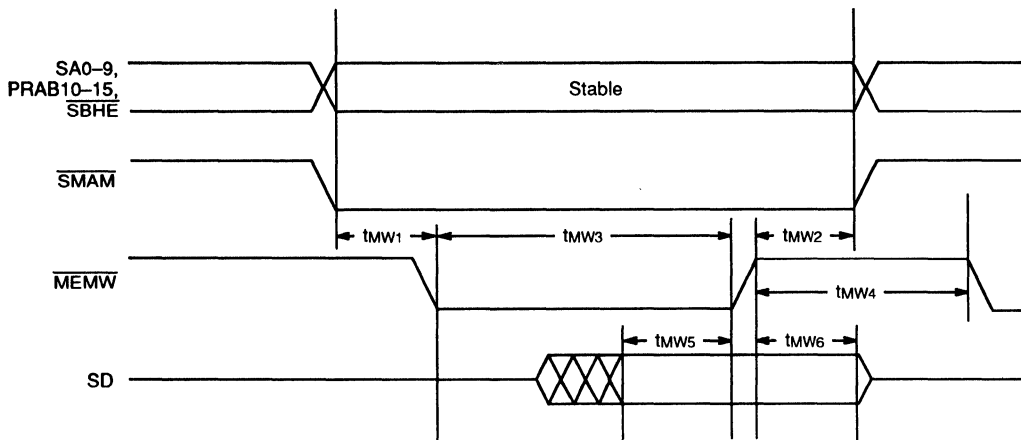 SA0–9,
PRAB10–15,
SBHE
Stable
SMAM
tMW1
tMW3
tMW2
MEMW
tMW4
tMW5
tMW6
SD